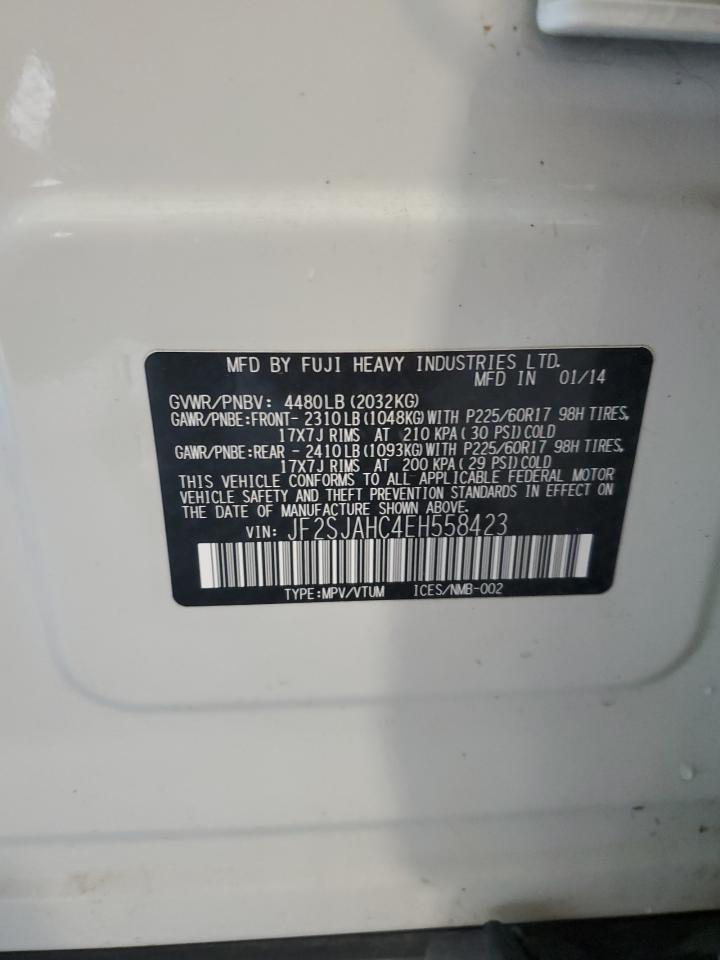 MFD BY FUJI HEAVY INDUSTRIES LTD.
MFD IN 01/14
GVWR/PNBV: 4480LB (2032KG)
GAWR/PNBE:FRONT- 2310LB(1048KG)WITH P225/60R17 98H TIRES,
17X7J RIMS AT 210 KPA( 30 PSI)COLD
GAWR/PNBE:REAR - 2410LB(1093KG)WITH P225/60R17 98H TIRES,
17X7J RIMS AT 200 KPA( 29 PSI)COLD
THIS VEHICLE CONFORMS TO ALL APPLICABLE FEDERAL MOTOR
VEHICLE SAFETY AND THEFT PREVENTION STANDARDS IN EFFECT ON
THE DATE OF MANUFACTURE SHOWN ABOVE.
VIN: JF2SJAHC4EH558423
TYPE:MPV/VTUM ICES/NMB-002